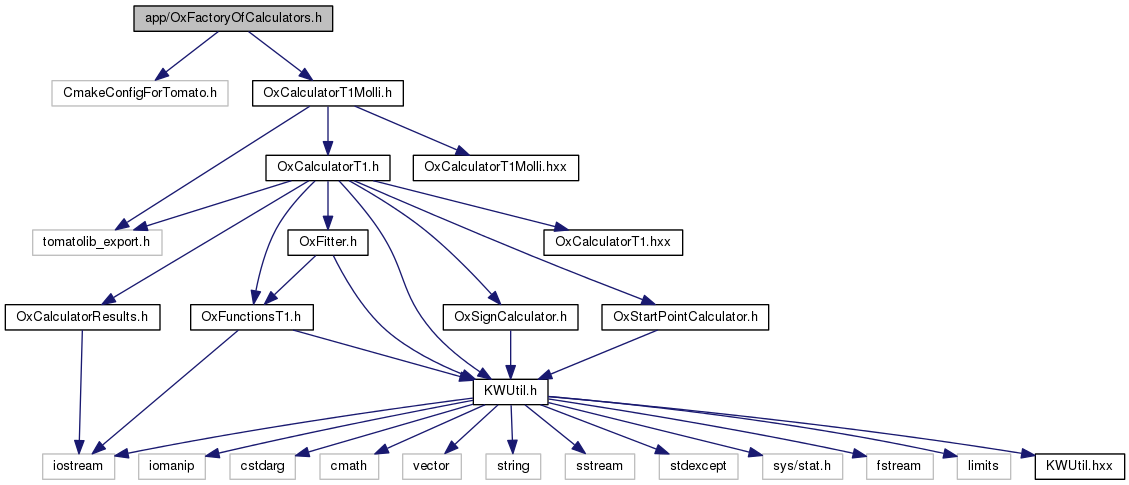 app/OxFactoryOfCalculators.h
CmakeConfigForTomato.h
OxCalculatorT1Molli.h
OxCalculatorT1.h
OxCalculatorT1Molli.hxx
tomatolib_export.h
OxFitter.h
OxCalculatorT1.hxx
OxCalculatorResults.h
OxFunctionsT1.h
OxSignCalculator.h
OxStartPointCalculator.h
KWUtil.h
iostream
iomanip
cstdarg
cmath
vector
string
sstream
stdexcept
sys/stat.h
fstream
limits
KWUtil.hxx